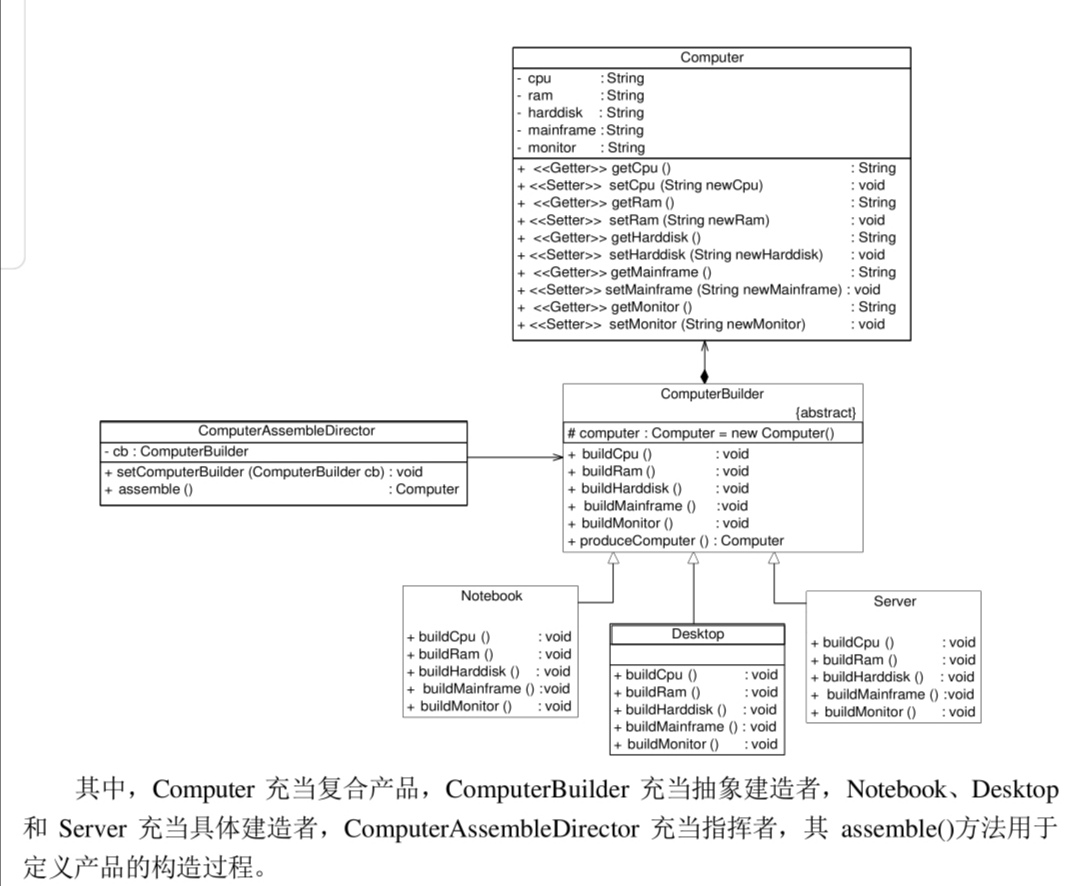 Computer
- cpu : String
- ram : String
- harddisk : String
- mainframe : String
- monitor : String
+ <<Getter>> getCpu () : String
+ <<Setter>> setCpu (String newCpu) : void
+ <<Getter>> getRam () : String
+ <<Setter>> setRam (String newRam) : void
+ <<Getter>> getHarddisk () : String
+ <<Setter>> setHarddisk (String newHarddisk) : void
+ <<Getter>> getMainframe () : String
+ <<Setter>> setMainframe (String newMainframe) : void
+ <<Getter>> getMonitor () : String
+ <<Setter>> setMonitor (String newMonitor) : void
ComputerAssembleDirector
- cb : ComputerBuilder
+ setComputerBuilder (ComputerBuilder cb) : void
+ assemble () : Computer
ComputerBuilder
{abstract}
# computer : Computer = new Computer()
+ buildCpu () : void
+ buildRam () : void
+ buildHarddisk () : void
+ buildMainframe () :void
+ buildMonitor () : void
+ produceComputer () : Computer
Notebook
+ buildCpu () : void
+ buildRam () : void
+ buildHarddisk () : void
+ buildMainframe () :void
+ buildMonitor () : void
Desktop
+ buildCpu () : void
+ buildRam () : void
+ buildHarddisk () : void
+ buildMainframe () : void
+ buildMonitor () : void
Server
+ buildCpu () : void
+ buildRam () : void
+ buildHarddisk () : void
+ buildMainframe () :void
+ buildMonitor () : void
其中，Computer 充当复合产品，ComputerBuilder 充当抽象建造者，Notebook、Desktop
和 Server 充当具体建造者，ComputerAssembleDirector 充当指挥者，其 assemble()方法用于
定义产品的构造过程。